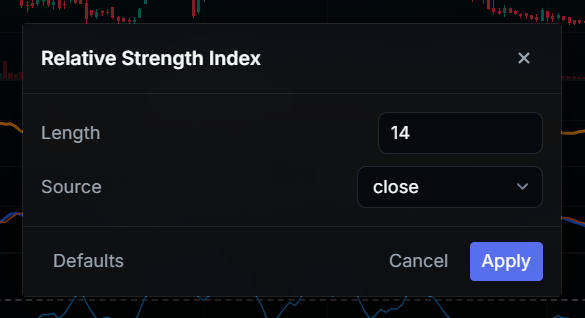 Relative Strength Index
Length
14
Source
close
Defaults
Cancel
Apply